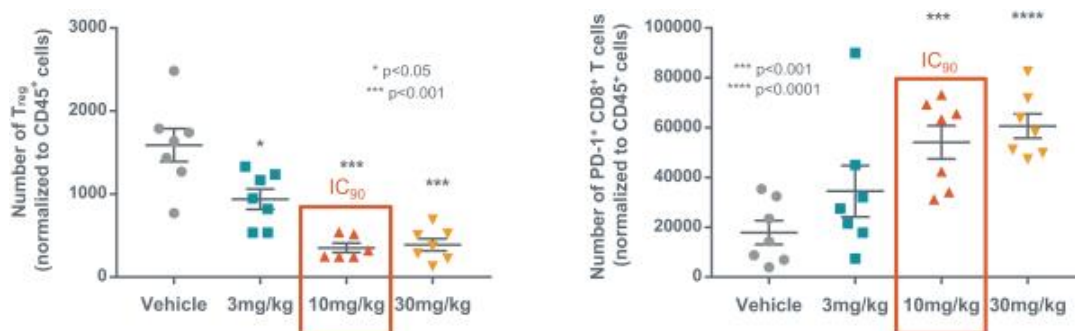 Number of Treg
(normalized to CD45⁺ cells)
3000
2000
1000
0
* p<0.05
*** p<0.001
*
***
IC₉₀
***
Vehicle
3mg/kg
10mg/kg
30mg/kg
Number of PD-1⁺ CD8⁺ T cells
(normalized to CD45⁺ cells)
100000
80000
60000
40000
20000
0
*** p<0.001
**** p<0.0001
***
****
IC₉₀
Vehicle
3mg/kg
10mg/kg
30mg/kg